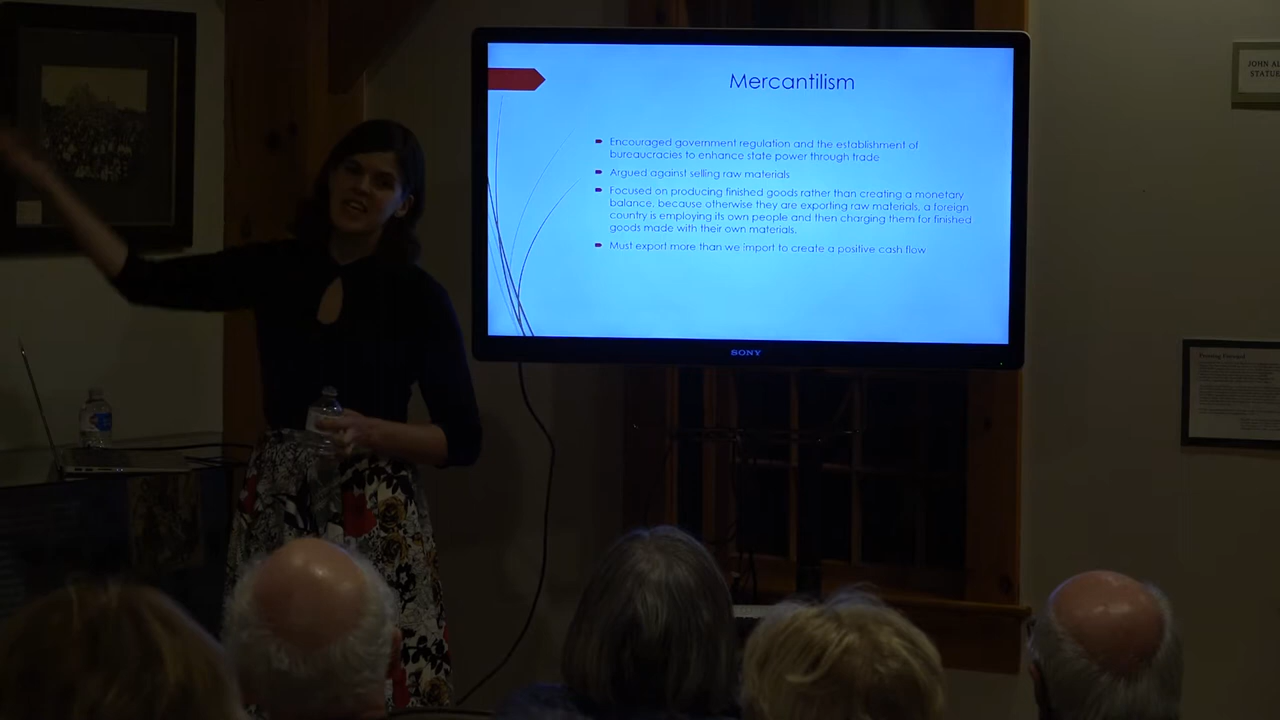 Mercantilism
Encouraged government regulation and the establishment of
bureaucracies to enhance state power through trade
Argued against selling raw materials
Focused on producing finished goods rather than creating a monetary
balance, because otherwise they are exporting raw materials, a foreign
country is employing its own people and then charging them for finished
goods made with their own materials.
Must export more than we import to create a positive cash flow
SONY
JOHN